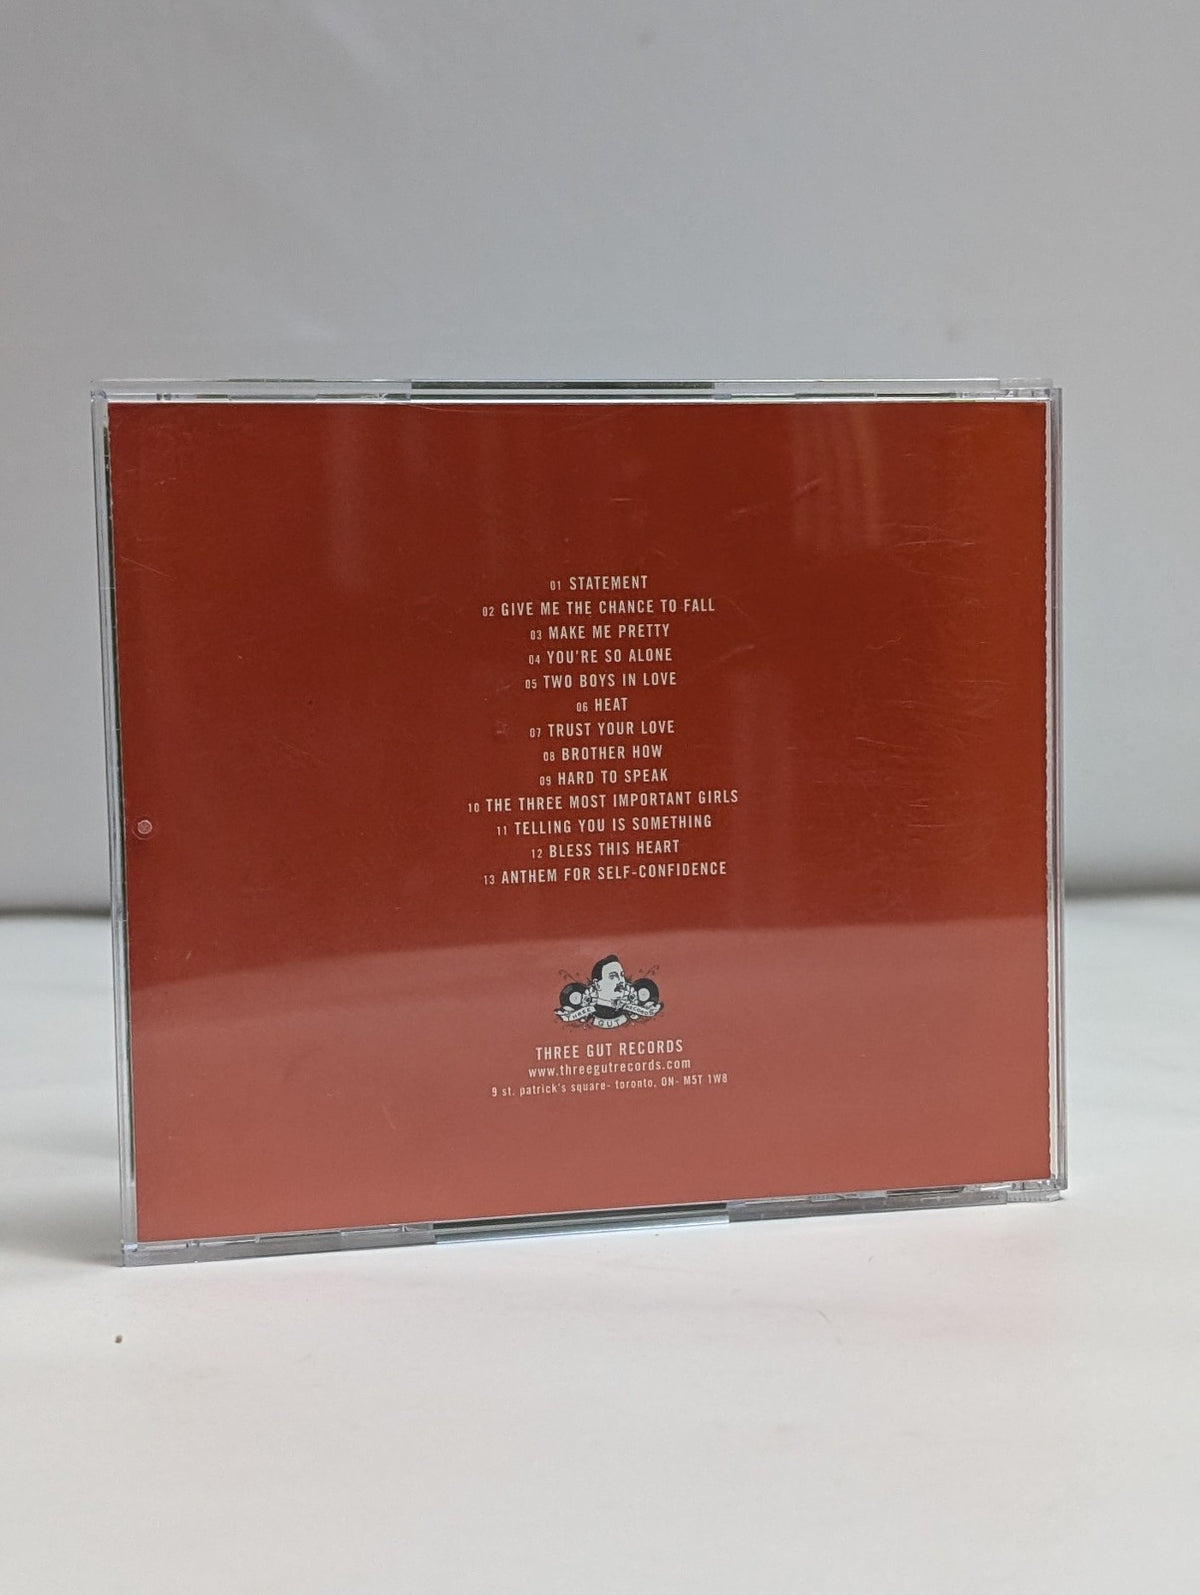 01 STATEMENT
02 GIVE ME THE CHANCE TO FALL
03 MAKE ME PRETTY
04 YOU'RE SO ALONE
05 TWO BOYS IN LOVE
06 HEAT
07 TRUST YOUR LOVE
08 BROTHER HOW
09 HARD TO SPEAK
10 THE THREE MOST IMPORTANT GIRLS
11 TELLING YOU IS SOMETHING
12 BLESS THIS HEART
13 ANTHEM FOR SELF-CONFIDENCE
THREE GUT RECORDS
THREE GUT RECORDS
www.threegutrecords.com
9 st. patrick's square- toronto, ON- M5T 1W8